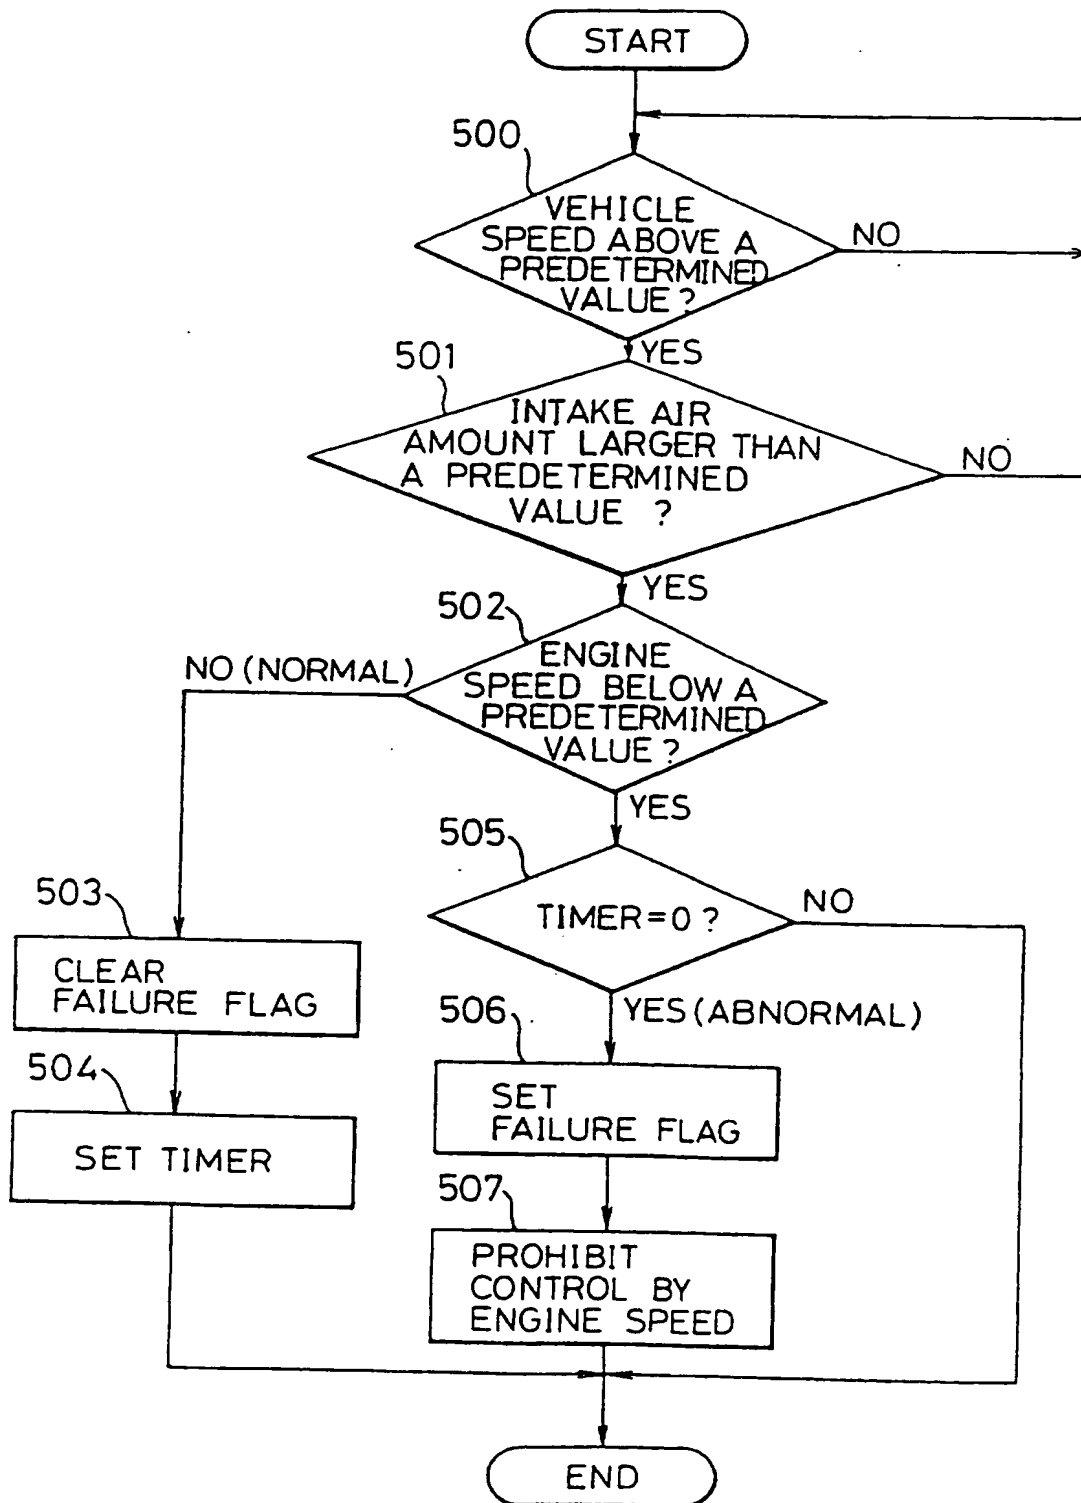 START
500
VEHICLE
SPEED ABOVE A
PREDETERMINED
VALUE?
NO
YES
501
INTAKE AIR
AMOUNT LARGER THAN
A PREDETERMINED
VALUE ?
NO
YES
502
ENGINE
SPEED BELOW A
PREDETERMINED
VALUE?
NO (NORMAL)
YES
505
TIMER=0?
NO
YES (ABNORMAL)
503
CLEAR
FAILURE FLAG
504
SET TIMER
506
SET
FAILURE FLAG
507
PROHIBIT
CONTROL BY
ENGINE SPEED
END